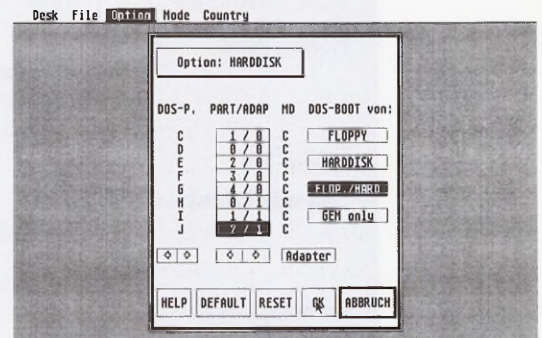 Desk File Option Mode Country
Option: HARDDISK
DOS-P. PART/ADAP MD DOS-BOOT von:
C 1 / 0 C FLOPPY
D 0 / 0 C
E 2 / 0 C HARDDISK
F 3 / 0 C
G 4 / 0 C FLOP./HARD
H 0 / 1 C
I 1 / 1 C GEM only
J / 1 C
Adapter
HELP DEFAULT RESET OK ABBRUCH